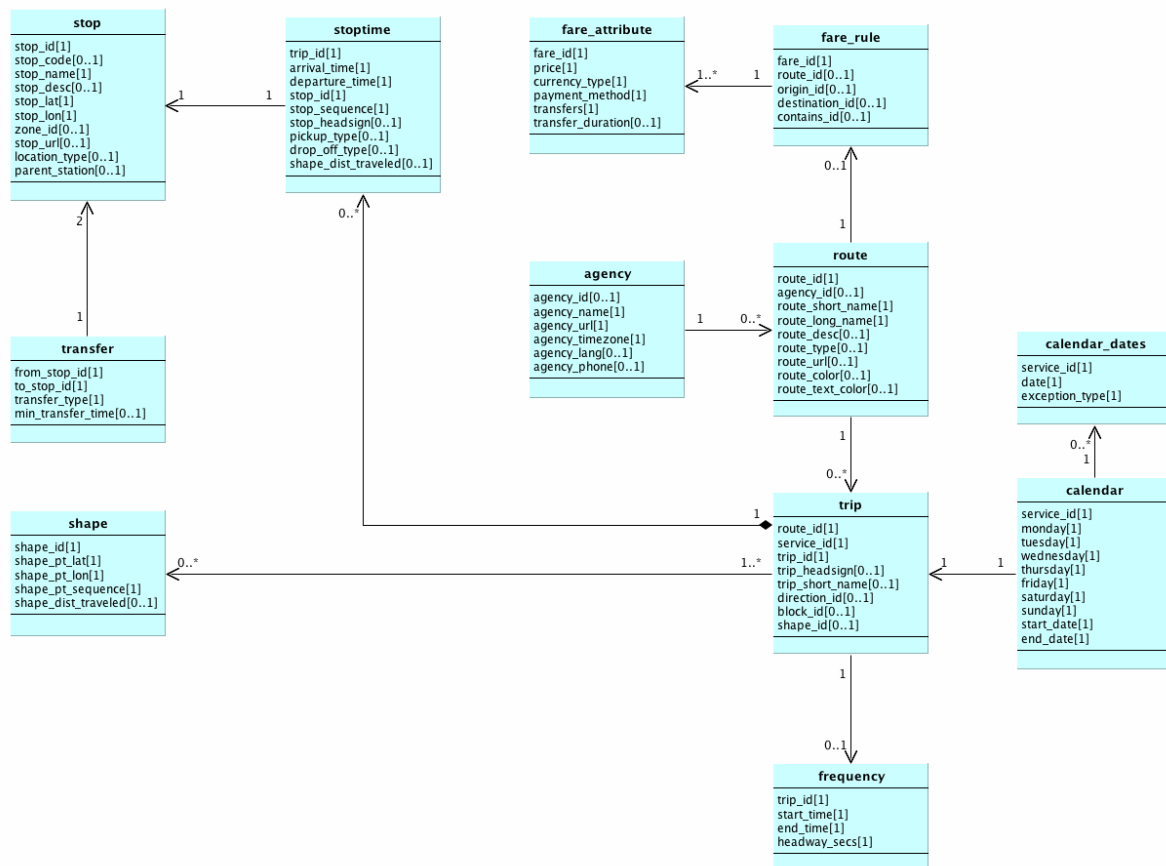 stop
stop_id[1]
stop_code[0..1]
stop_name[1]
stop_desc[0..1]
stop_lat[1]
stop_lon[1]
zone_id[0..1]
stop_url[0..1]
location_type[0..1]
parent_station[0..1]
1
1
stoptime
trip_id[1]
arrival_time[1]
departure_time[1]
stop_id[1]
stop_sequence[1]
stop_headsign[0..1]
pickup_type[0..1]
drop_off_type[0..1]
shape_dist_traveled[0..1]
0..*
fare_attribute
fare_id[1]
price[1]
currency_type[1]
payment_method[1]
transfers[1]
transfer_duration[0..1]
1..*
1
fare_rule
fare_id[1]
route_id[0..1]
origin_id[0..1]
destination_id[0..1]
contains_id[0..1]
0..1
1
2
1
transfer
from_stop_id[1]
to_stop_id[1]
transfer_type[1]
min_transfer_time[0..1]
agency
agency_id[0..1]
agency_name[1]
agency_url[1]
agency_timezone[1]
agency_lang[0..1]
agency_phone[0..1]
1
0..*
route
route_id[1]
agency_id[0..1]
route_short_name[1]
route_long_name[1]
route_desc[0..1]
route_type[0..1]
route_url[0..1]
route_color[0..1]
route_text_color[0..1]
1
0..*
calendar_dates
service_id[1]
date[1]
exception_type[1]
0..*
1
shape
shape_id[1]
shape_pt_lat[1]
shape_pt_lon[1]
shape_pt_sequence[1]
shape_dist_traveled[0..1]
0..*
1..*
1
trip
route_id[1]
service_id[1]
trip_id[1]
trip_headsign[0..1]
trip_short_name[0..1]
direction_id[0..1]
block_id[0..1]
shape_id[0..1]
1
1
calendar
service_id[1]
monday[1]
tuesday[1]
wednesday[1]
thursday[1]
friday[1]
saturday[1]
sunday[1]
start_date[1]
end_date[1]
1
0..1
frequency
trip_id[1]
start_time[1]
end_time[1]
headway_secs[1]